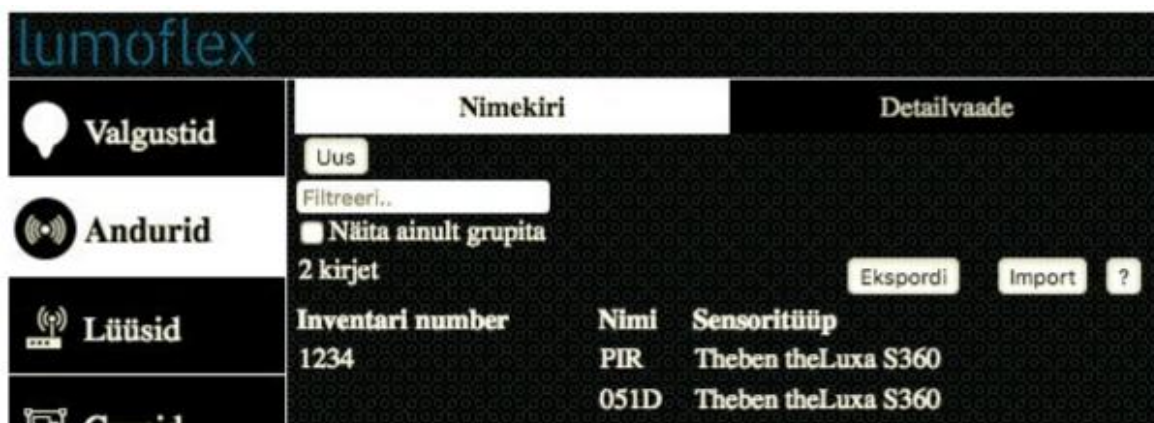 lumoflex
Valgustid
Andurid
Lüüsid
Nimekiri
Detailvaade
Uus
Filtreeri..
Näita ainult grupita
2 kirjet
Ekspordi
Import
?
Inventari number Nimi Sensoritüüp
1234 PIR Theben theLuxa S360
051D Theben theLuxa S360